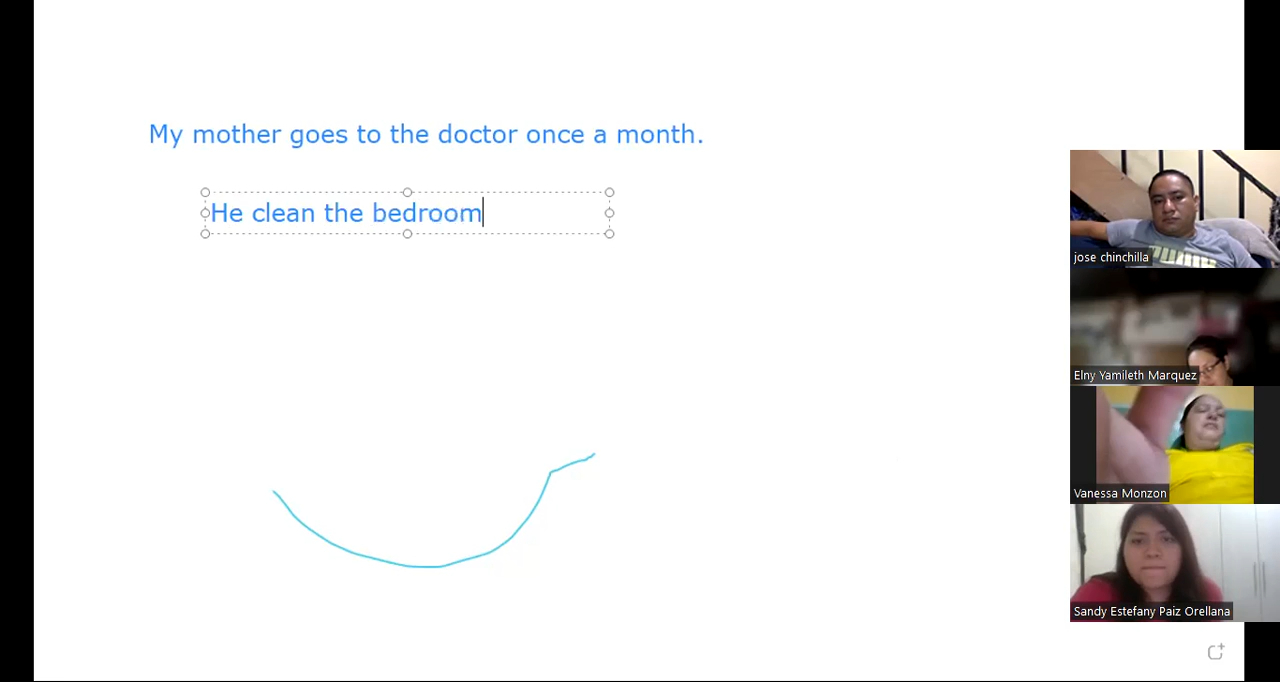 My mother goes to the doctor once a month.
He clean the bedroom
jose chinchilla
Elny Yamileth Marquez
Vanessa Monzon
Sandy Estefany Paiz Orellana